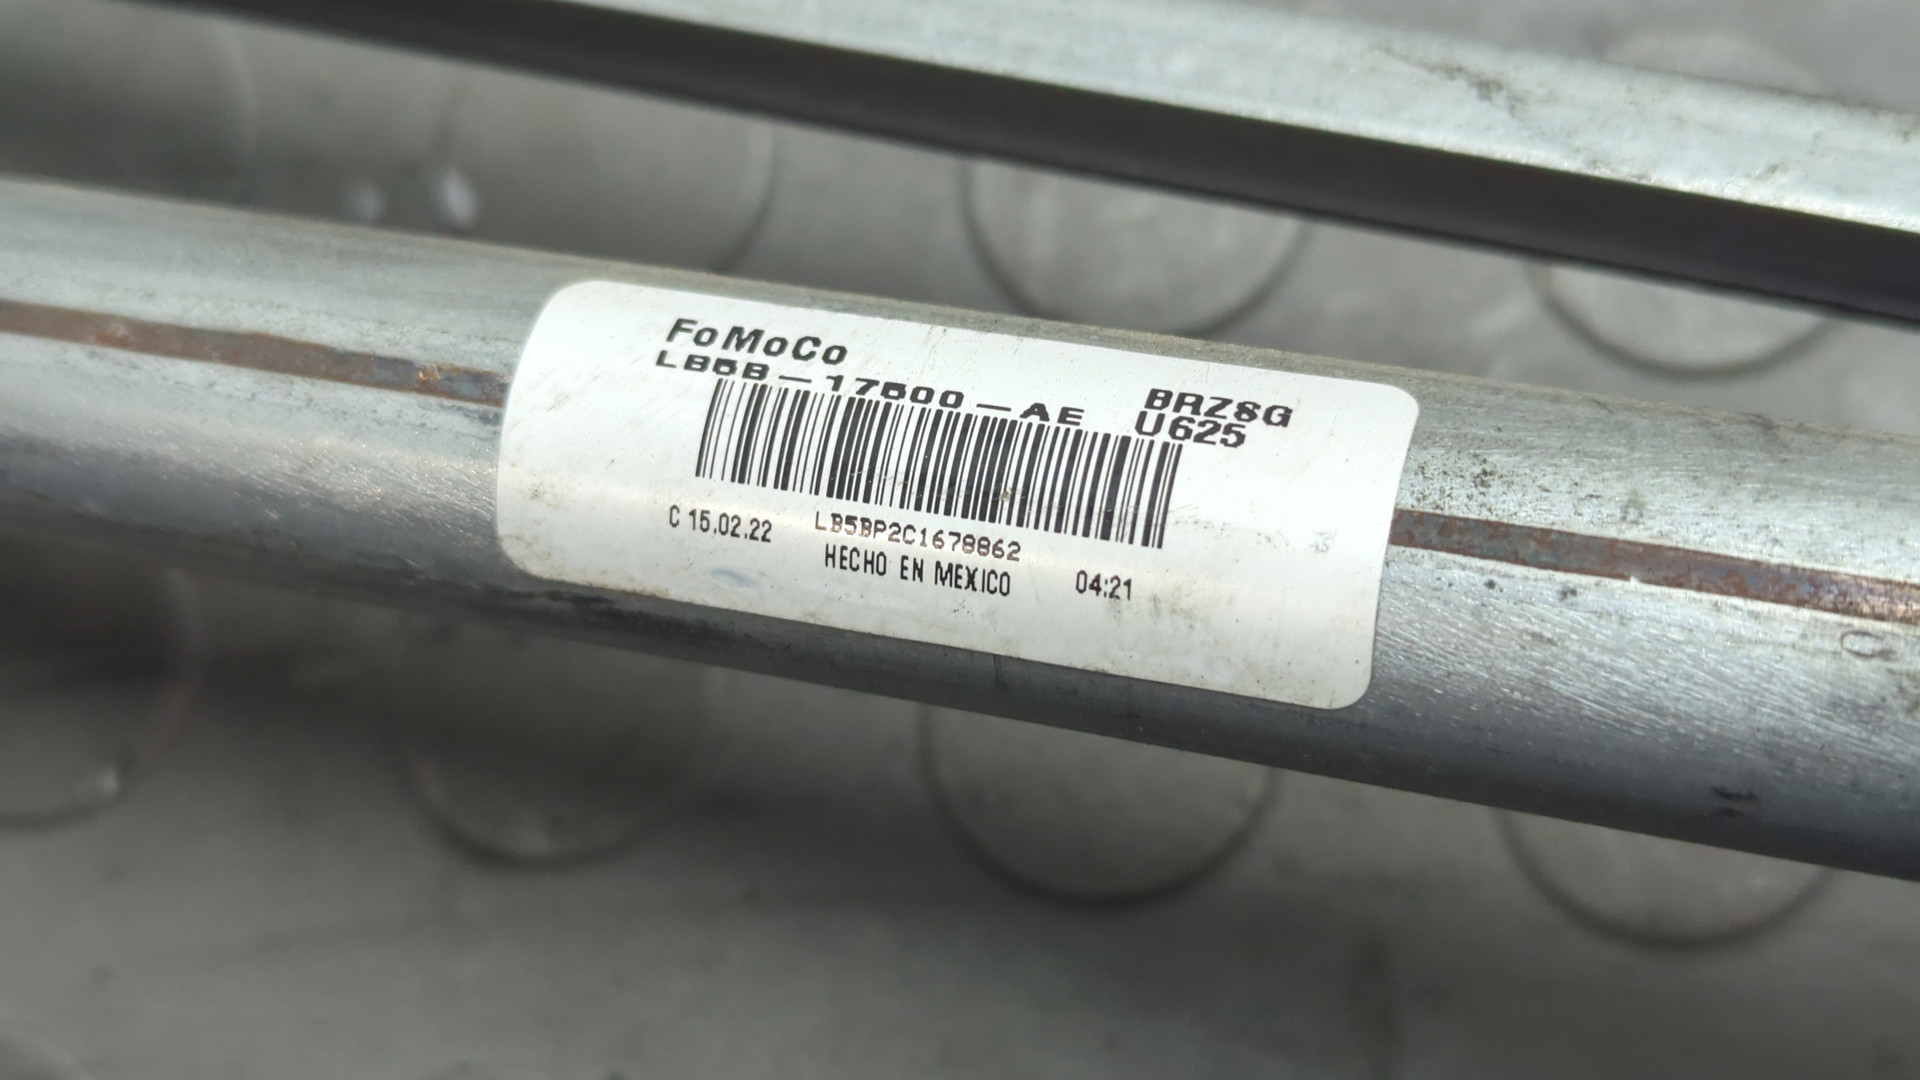 FoMoCo
LB5B-17500-AE BRZ8G
U625
C 15.02.22 LB5BP2C1678862
HECHO EN MEXICO 04:21